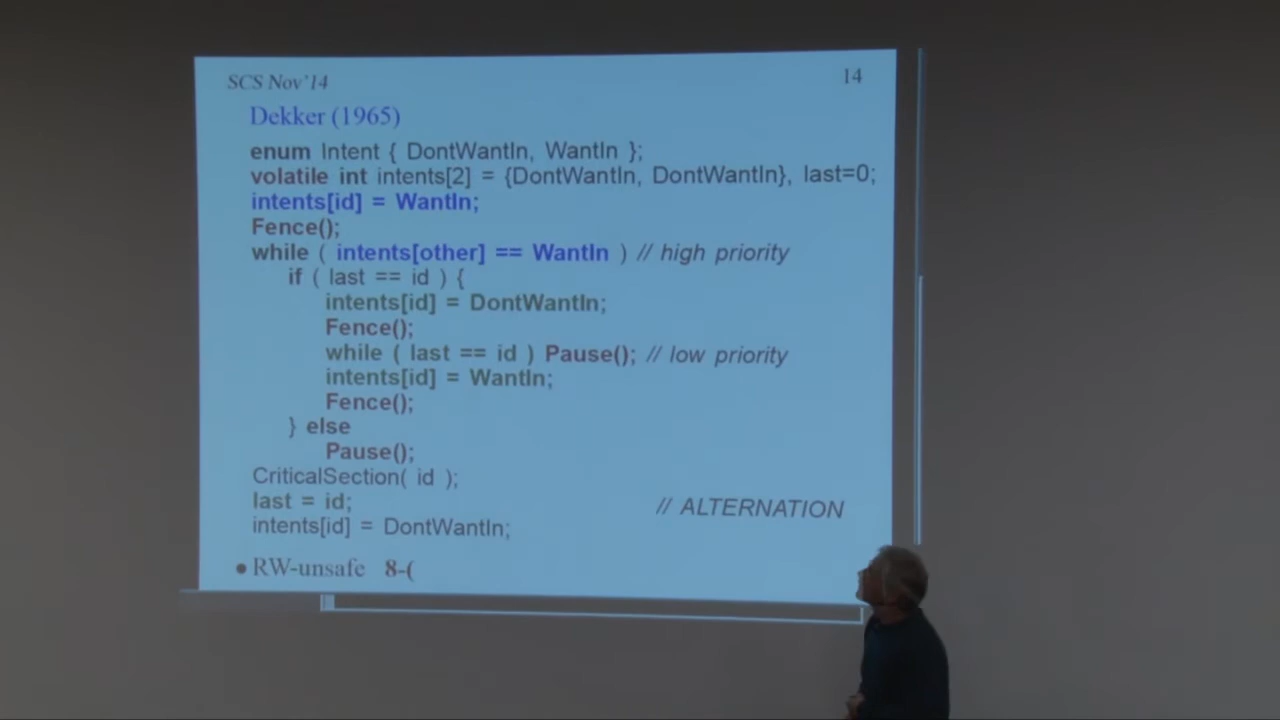 SCS Nov'14
14
Dekker (1965)
enum Intent { DontWantIn, WantIn };
volatile int intents[2] = {DontWantIn, DontWantIn}, last=0;
intents[id] = WantIn;
Fence();
while ( intents[other] == WantIn ) // high priority
if ( last == id ) {
intents[id] = DontWantIn;
Fence();
while ( last == id ) Pause(); // low priority
intents[id] = WantIn;
Fence();
} else
Pause();
CriticalSection( id );
last = id; // ALTERNATION
intents[id] = DontWantIn;
• RW-unsafe 8-(